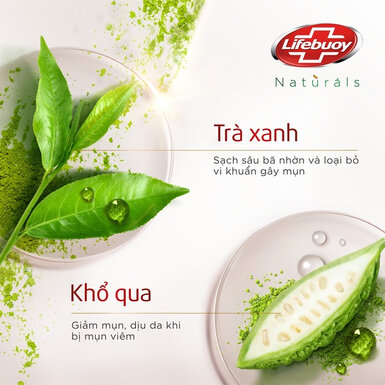 Lifebuoy
Naturals
Trà xanh
Sạch sâu bã nhờn và loại bỏ
vi khuẩn gây mụn
Khổ qua
Giảm mụn, dịu da khi
bị mụn viêm